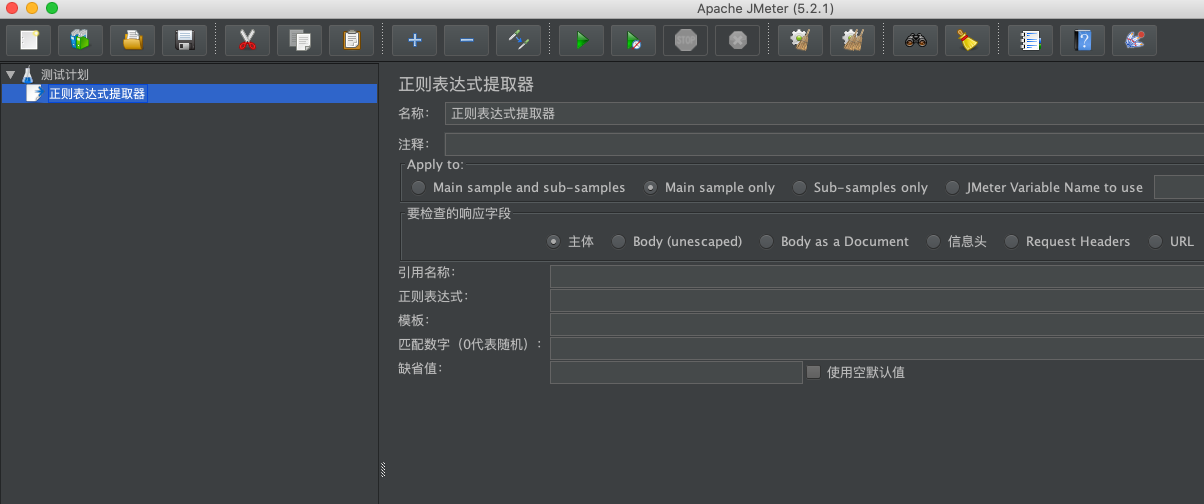 Apache JMeter (5.2.1)
STOP
测试计划
正则表达式提取器
正则表达式提取器
名称： 正则表达式提取器
注释：
Apply to:
Main sample and sub-samples Main sample only Sub-samples only JMeter Variable Name to use
要检查的响应字段
主体 Body (unescaped) Body as a Document 信息头 Request Headers URL
引用名称：
正则表达式：
模板：
匹配数字（0代表随机）：
缺省值： 使用空默认值